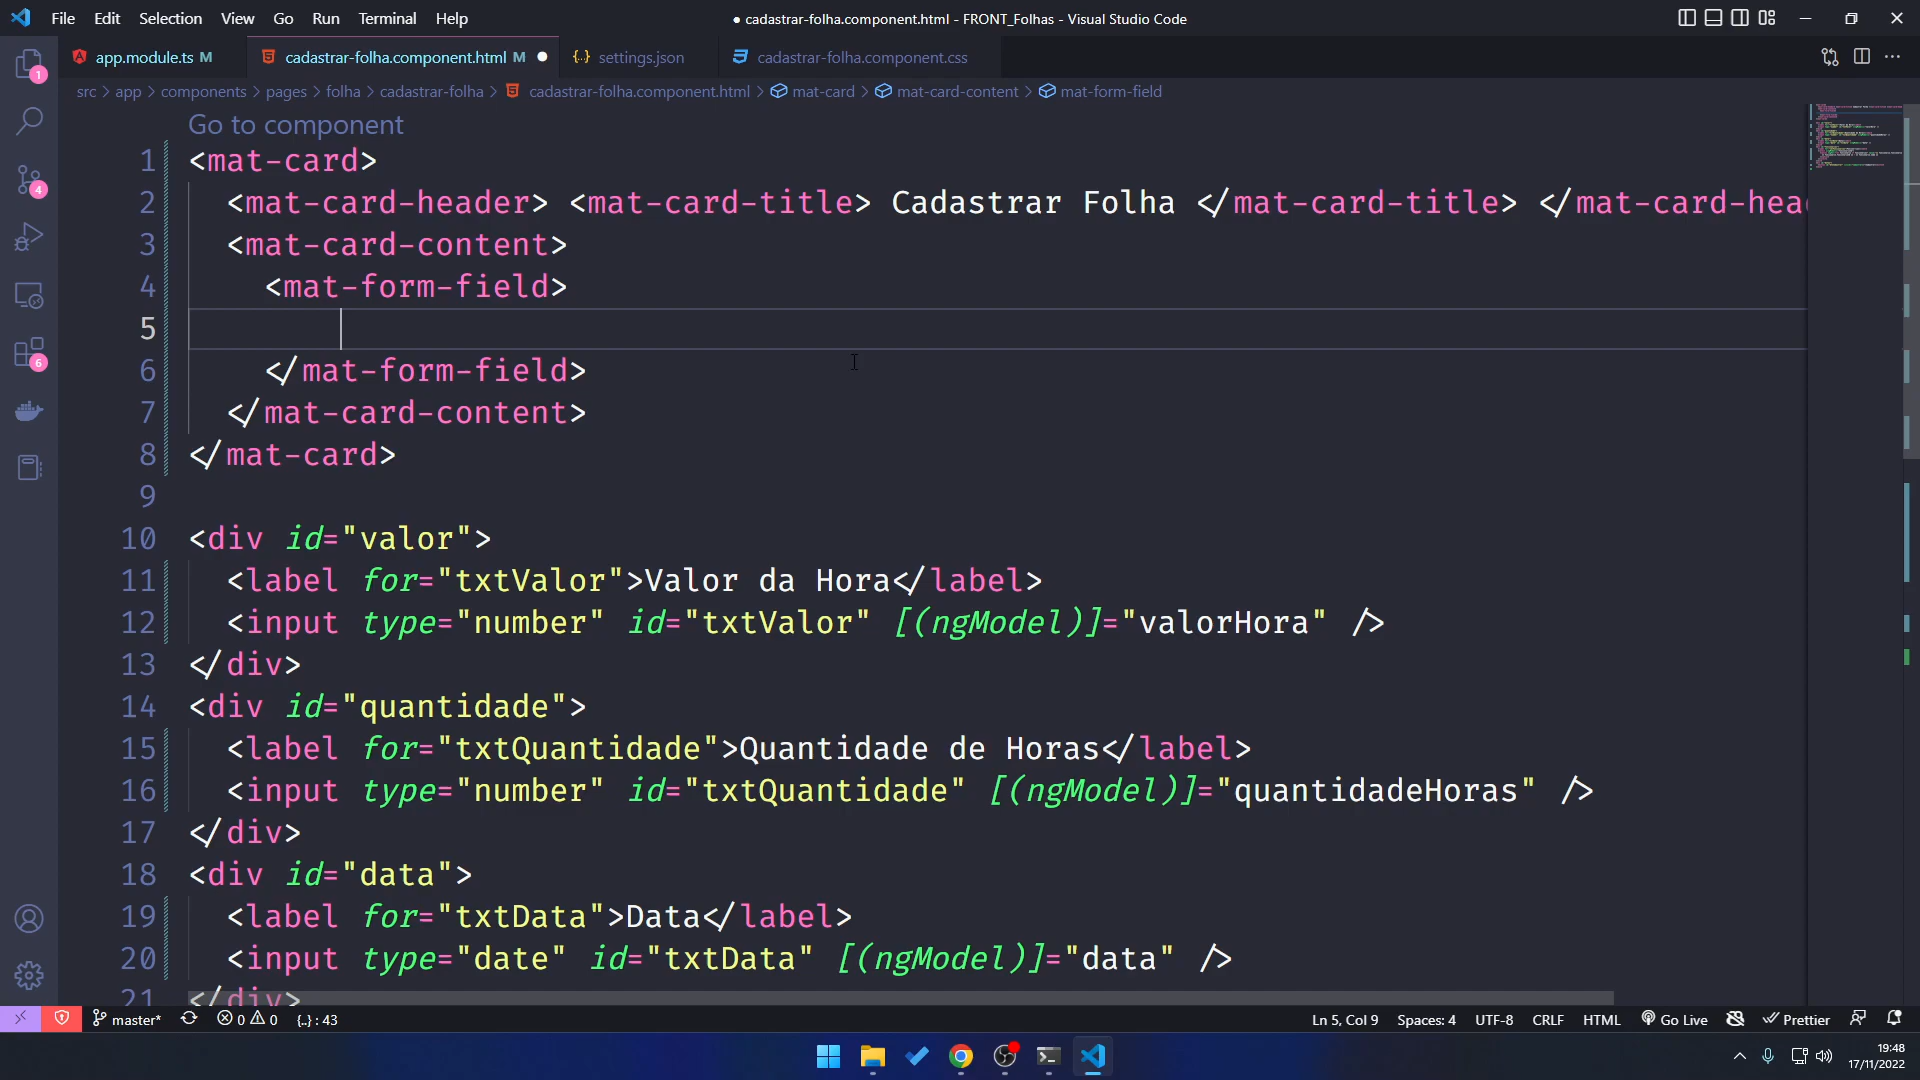 File Edit Selection View Go Run Terminal Help
● cadastrar-folha.component.html - FRONT_Folhas - Visual Studio Code
app.module.ts M
cadastrar-folha.component.html M ●
settings.json
cadastrar-folha.component.css
src > app > components > pages > folha > cadastrar-folha > cadastrar-folha.component.html > mat-card > mat-card-content > mat-form-field
Go to component
1 <mat-card>
2 <mat-card-header> <mat-card-title> Cadastrar Folha </mat-card-title> </mat-card-hea
3 <mat-card-content>
4 <mat-form-field>
5
6 </mat-form-field>
7 </mat-card-content>
8 </mat-card>
9
10 <div id="valor">
11 <label for="txtValor">Valor da Hora</label>
12 <input type="number" id="txtValor" [(ngModel)]="valorHora" />
13 </div>
14 <div id="quantidade">
15 <label for="txtQuantidade">Quantidade de Horas</label>
16 <input type="number" id="txtQuantidade" [(ngModel)]="quantidadeHoras" />
17 </div>
18 <div id="data">
19 <label for="txtData">Data</label>
20 <input type="date" id="txtData" [(ngModel)]="data" />
21 </div>
1
4
6
master* 0 0 {..} : 43
Ln 5, Col 9 Spaces: 4 UTF-8 CRLF HTML Go Live Prettier
19:48
17/11/2022